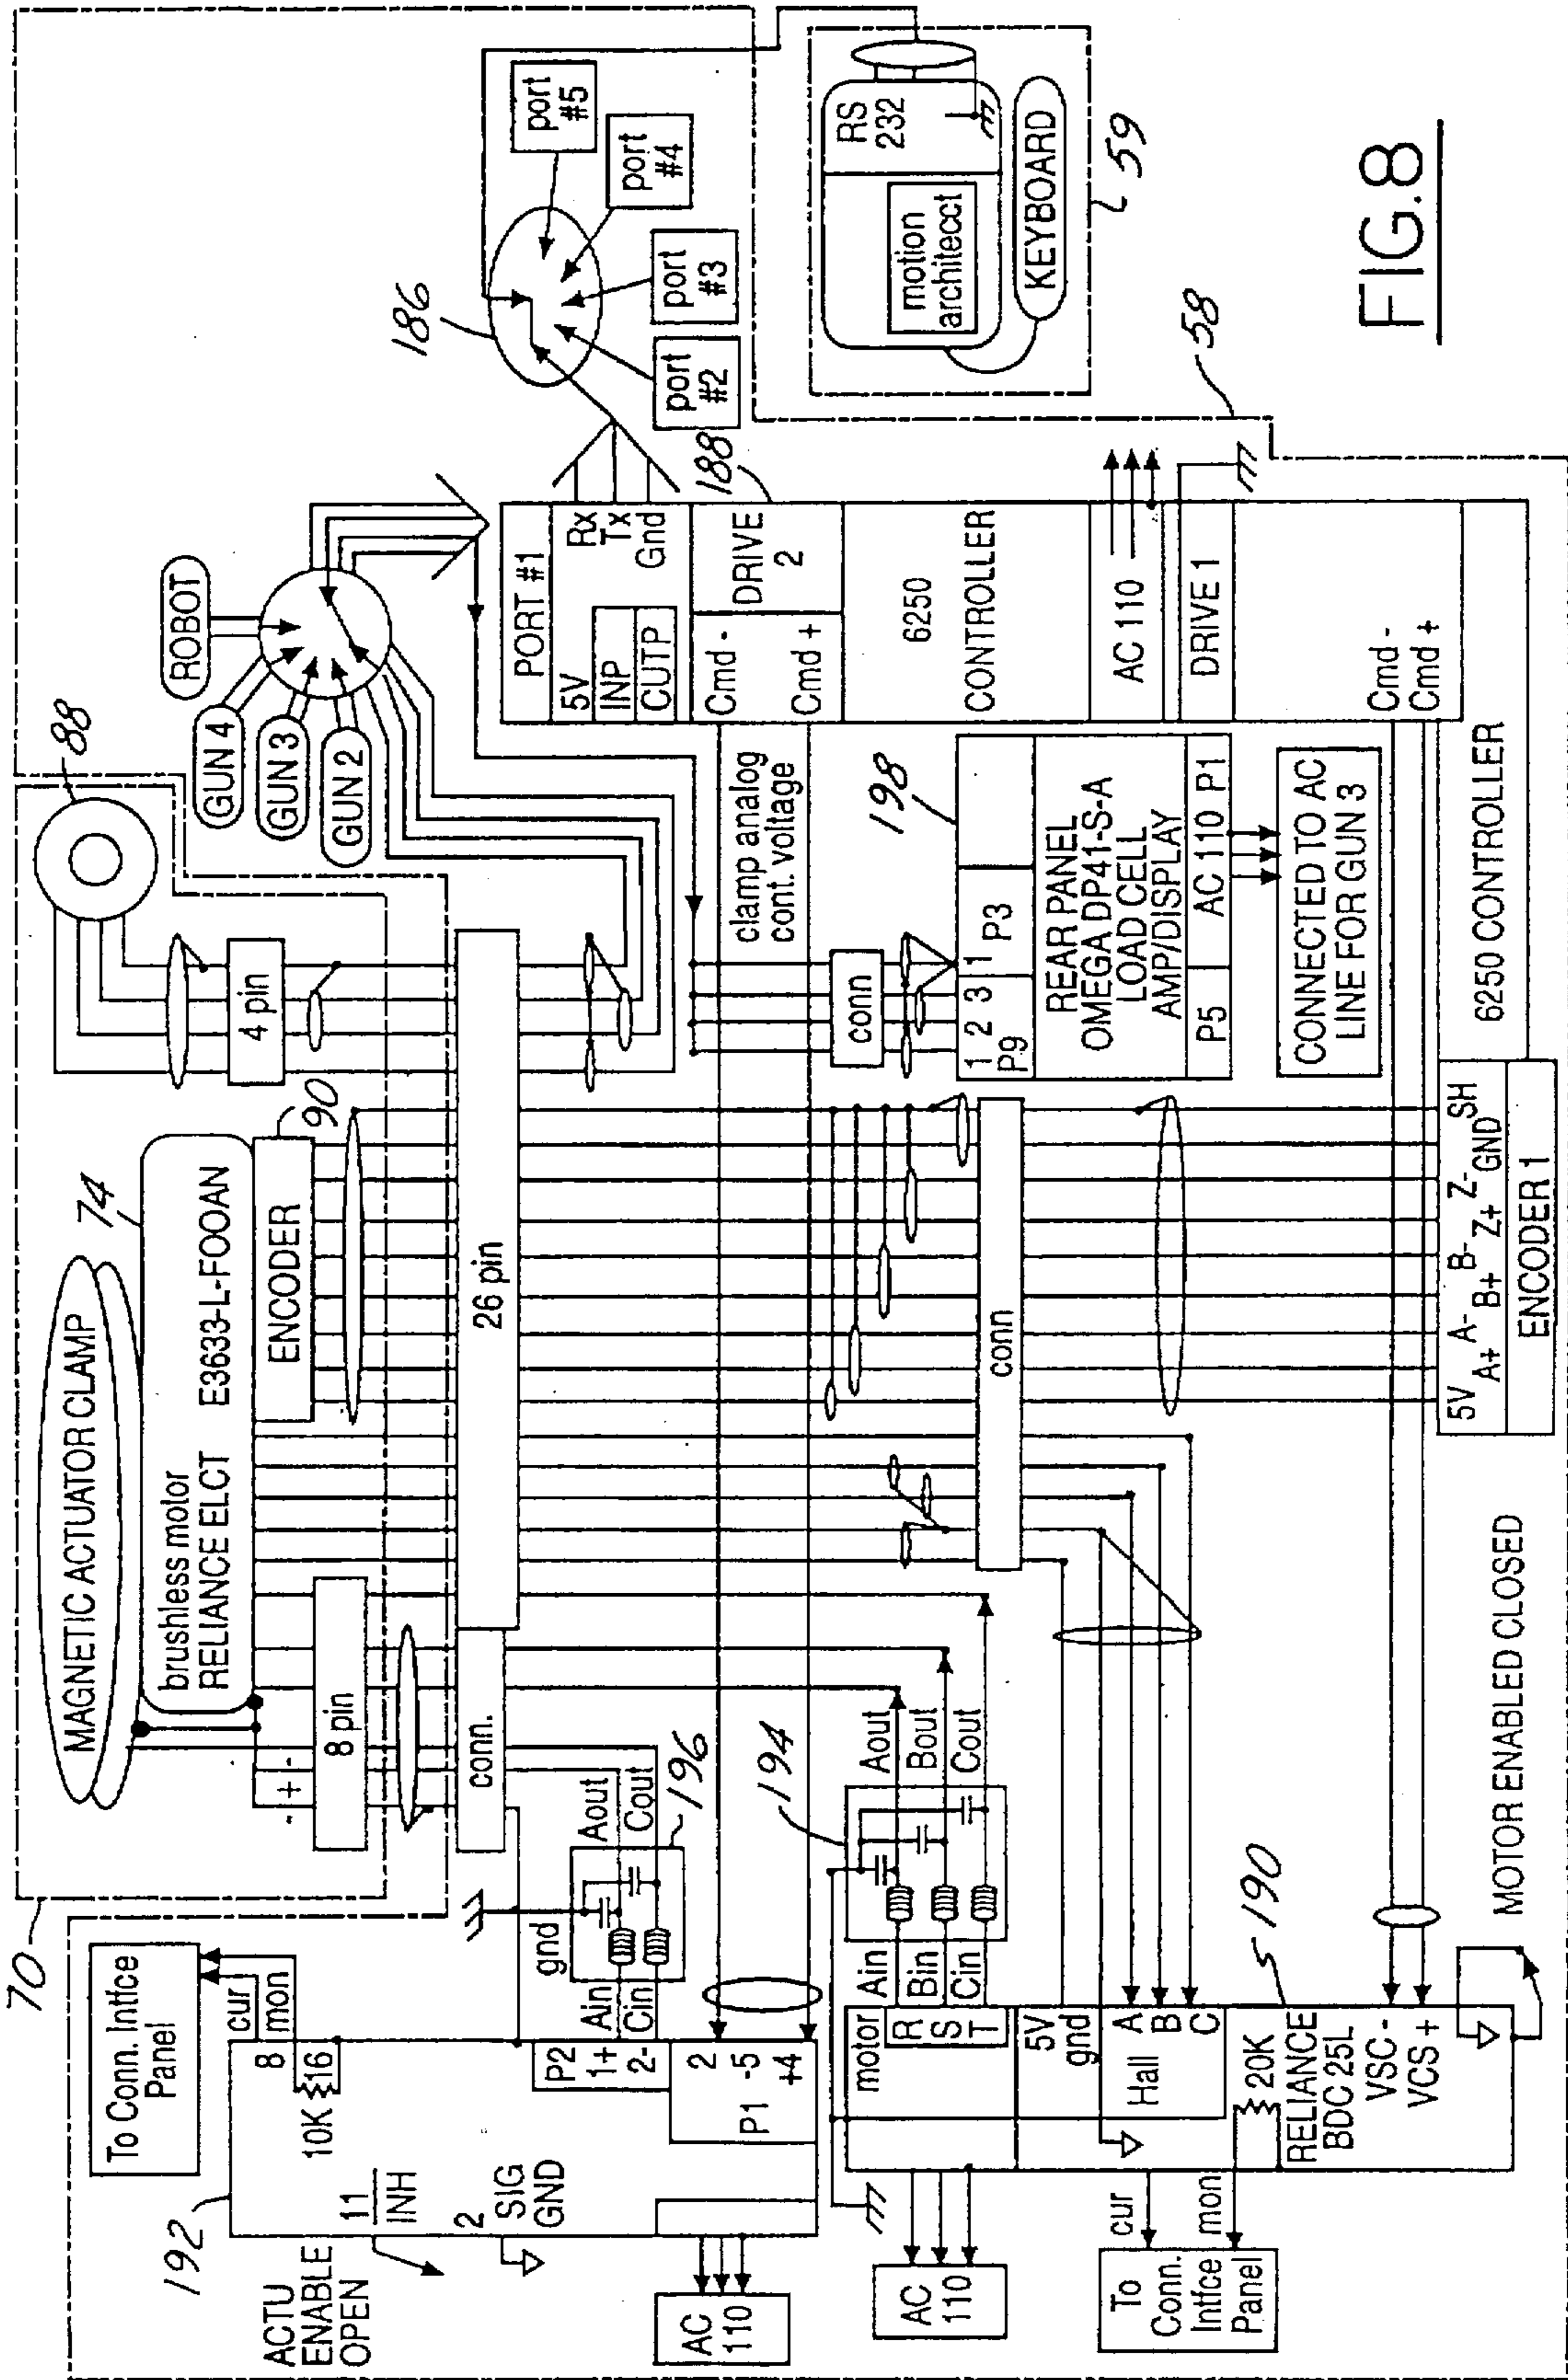 70
MAGNETIC ACTUATOR CLAMP
74
brushless motor
RELIANCE ELCT E3633-L-FOOAN
ENCODER
90
88
- + -
8 pin
4 pin
conn.
26 pin
ROBOT
GUN 4
GUN 3
GUN 2
To Conn. Intfce
Panel
cur
mon
192
ACTU
ENABLE
OPEN
11
INH
2
SIG
GND
8
10K
16
P2
1+
2-
2
-5
+4
P1
AC
110
gnd
Ain
Cin
Aout
Cout
196
194
Ain
Bin
Cin
Aout
Bout
Cout
motor
R
S
T
5V
gnd
Hall
A
B
C
20K
190
RELIANCE
BDC 25L
VSC -
VCS +
AC
110
cur
mon
To
Conn.
Intfce
Panel
MOTOR ENABLED CLOSED
conn
5V A+ A- B+ B- Z+ Z- GND SH
ENCODER 1
6250 CONTROLLER
clamp analog
cont. voltage
conn
198
1 2 3 1
P9 P3
REAR PANEL
OMEGA DP41-S-A
LOAD CELL
AMP/DISPLAY
P5 AC 110 P1
CONNECTED TO AC
LINE FOR GUN 3
PORT #1
5V
INP
CUTP
Rx
Tx
Gnd
188
Cmd -
Cmd +
DRIVE
2
6250
CONTROLLER
AC 110
DRIVE 1
Cmd -
Cmd +
186
port
#5
port
#4
port
#3
port
#2
RS
232
motion
architecct
KEYBOARD
59
58
FIG.8